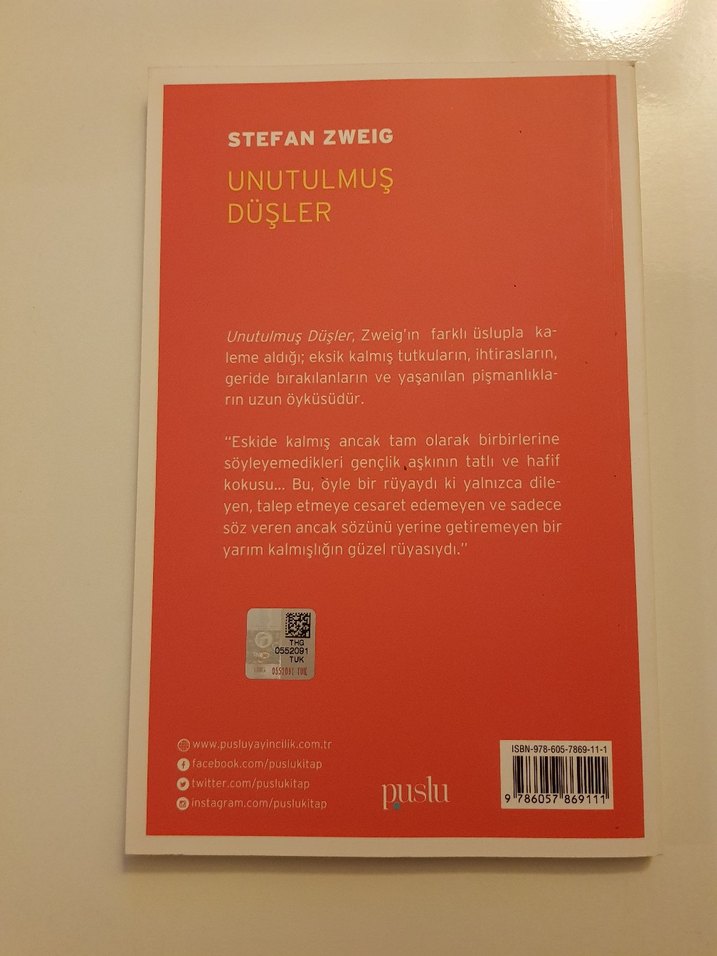 STEFAN ZWEIG
UNUTULMUŞ
DÜŞLER
Unutulmuş Düşler, Zweig'ın farklı üslupla ka-
leme aldığı; eksik kalmış tutkuların, ihtirasların,
geride bırakılanların ve yaşanılan pişmanlıkla-
rın uzun öyküsüdür.
"Eskide kalmış ancak tam olarak birbirlerine
söyleyemedikleri gençlik aşkının tatlı ve hafif
kokusu... Bu, öyle bir rüyaydı ki yalnızca dile-
yen, talep etmeye cesaret edemeyen ve sadece
söz veren ancak sözünü yerine getiremeyen bir
yarım kalmışlığın güzel rüyasıydı."
THG
0552091
TUK
0552091 TUK
www.pusluyayincilik.com.tr
facebook.com/puslukitap
twitter.com/puslukitap
instagram.com/puslukitap
puslu
ISBN-978-605-7869-11-1
9 786057 869111